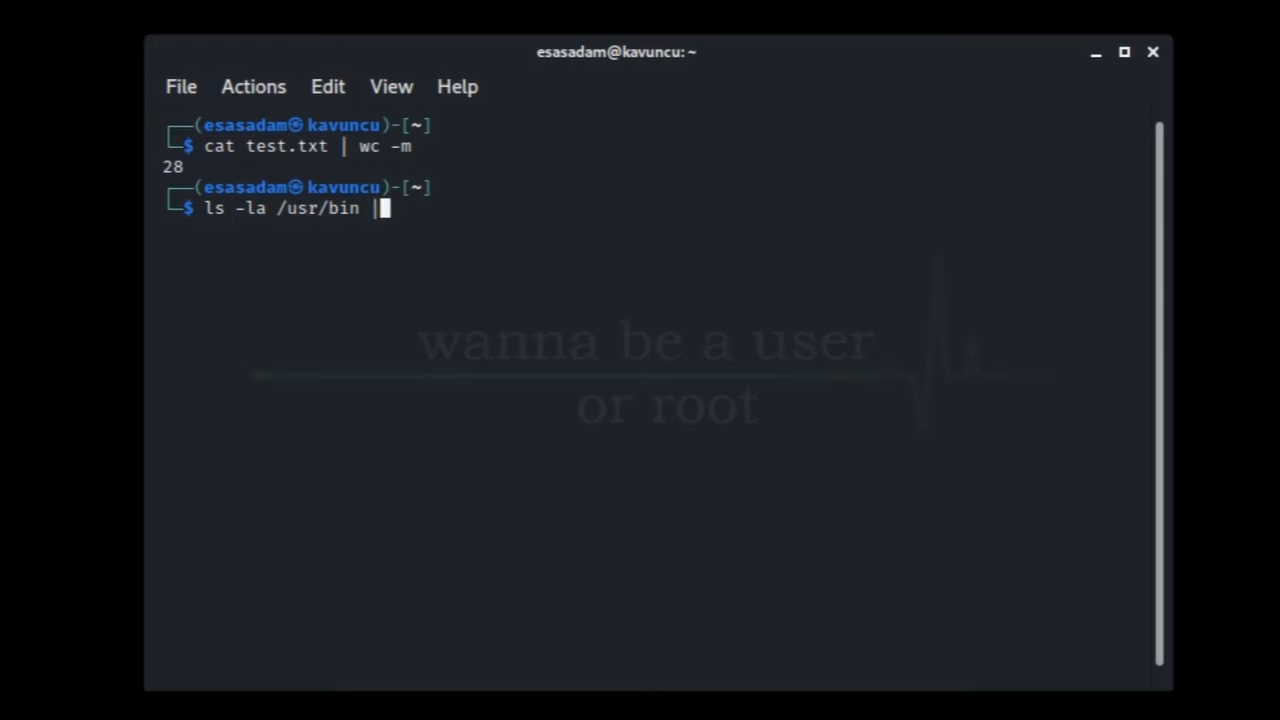 esasadam@kavuncu: ~
File Actions Edit View Help
┌──(esasadam㉿kavuncu)-[~]
└─$ cat test.txt | wc -m
28
┌──(esasadam㉿kavuncu)-[~]
└─$ ls -la /usr/bin |
wanna be a user
or root